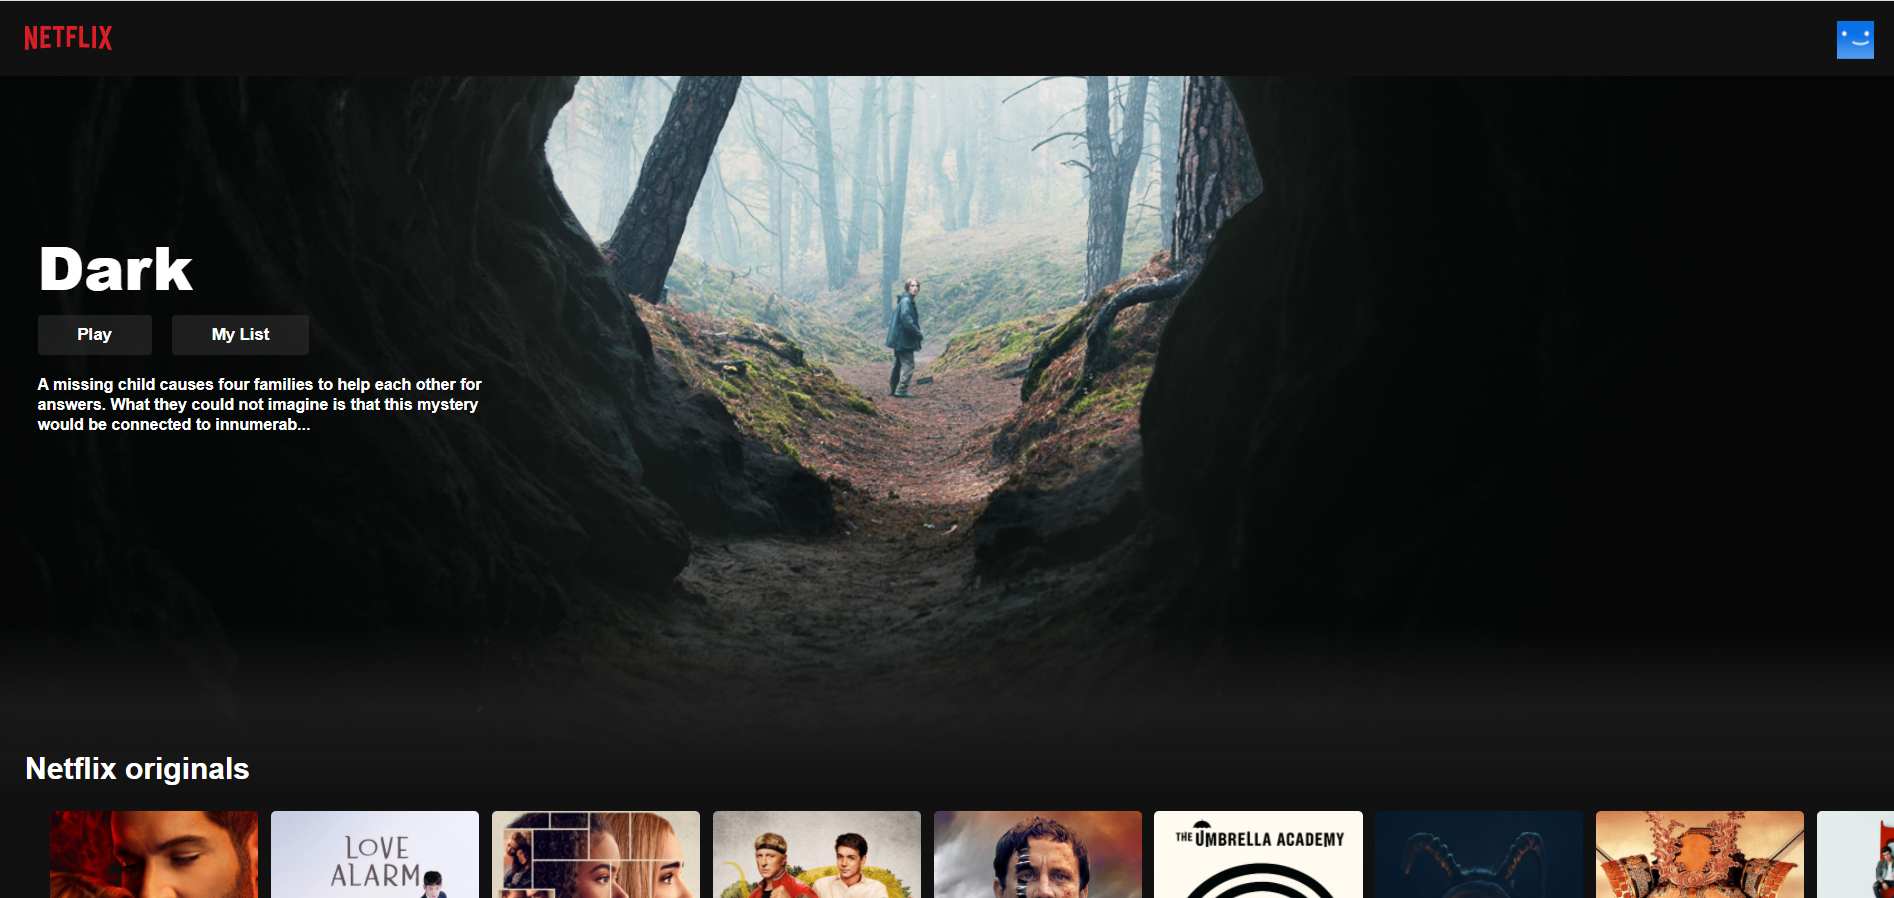 NETFLIX
Dark
Play
My List
A missing child causes four families to help each other for
answers. What they could not imagine is that this mystery
would be connected to innumerab...
Netflix originals
LOVE
ALARM
THE UMBRELLA ACADEMY